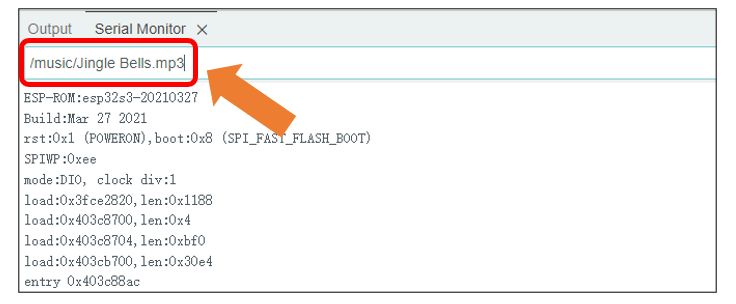 Output Serial Monitor
/music/Jingle Bells.mp3
ESP-ROM:esp32s3-20210327
Build:Mar 27 2021
rst:0x1 (POWERON),boot:0x8 (SPI_FAST_FLASH_BOOT)
SPIWP:0xee
mode:DIO, clock div:1
load:0x3fce2820,len:0x1188
load:0x403c8700,len:0x4
load:0x403c8704,len:0xbf0
load:0x403cb700,len:0x30e4
entry 0x403c88ac